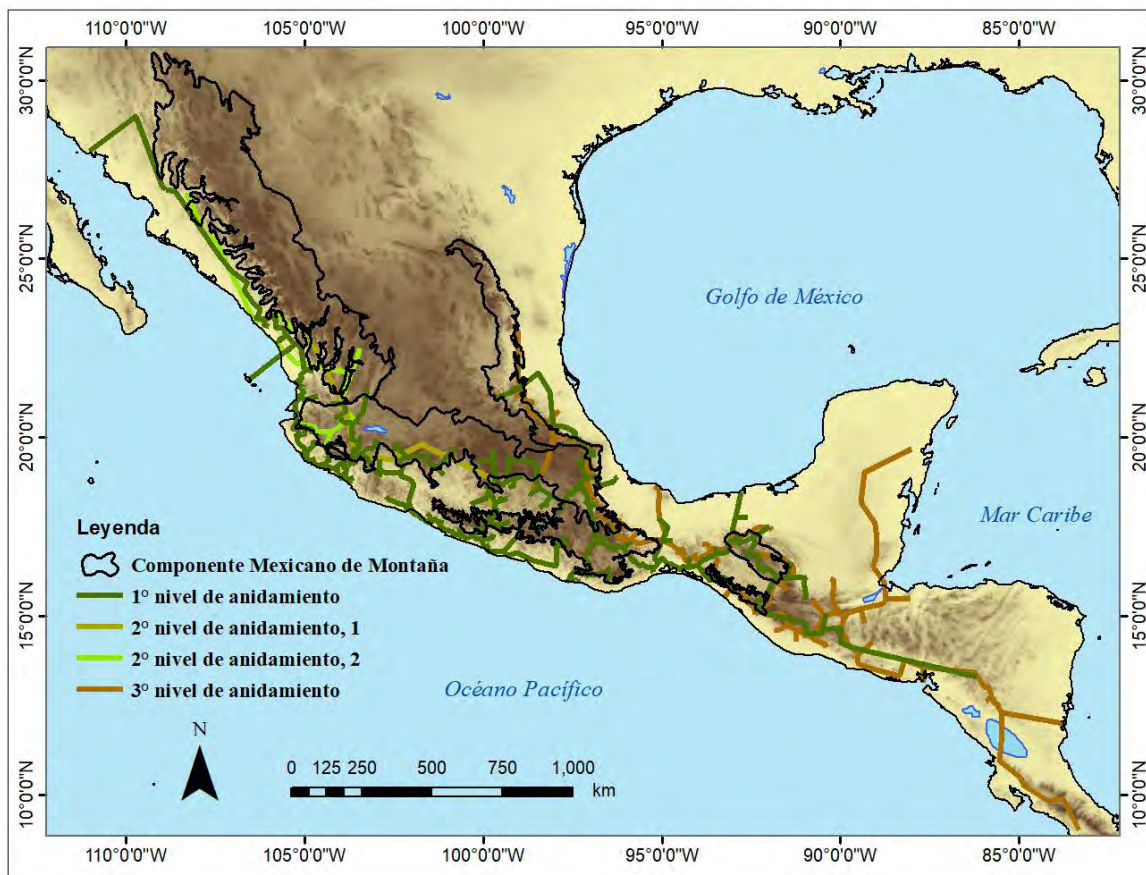 110°0'0"W 105°0'0"W 100°0'0"W 95°0'0"W 90°0'0"W 85°0'0"W
30°0'0"N 30°0'0"N
25°0'0"N 25°0'0"N
Golfo de México
20°0'0"N 20°0'0"N
Mar Caribe
Leyenda
Componente Mexicano de Montaña
1° nivel de anidamiento
15°0'0"N 15°0'0"N
2° nivel de anidamiento, 1
2° nivel de anidamiento, 2
3° nivel de anidamiento
Océano Pacífico
N
0 125 250 500 750 1,000
km
10°0'0"N 10°0'0"N
110°0'0"W 105°0'0"W 100°0'0"W 95°0'0"W 90°0'0"W 85°0'0"W